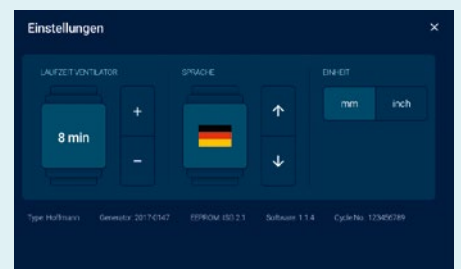 Einstellungen ×
LAUFZEIT VENTILATOR SPRACHE EINHEIT
mm inch
8 min
Type: Hoffmann Generator: 2017-0147 EEPROM: ISO 2.1 Software: 1.1.4 Cycle No.: 123456789